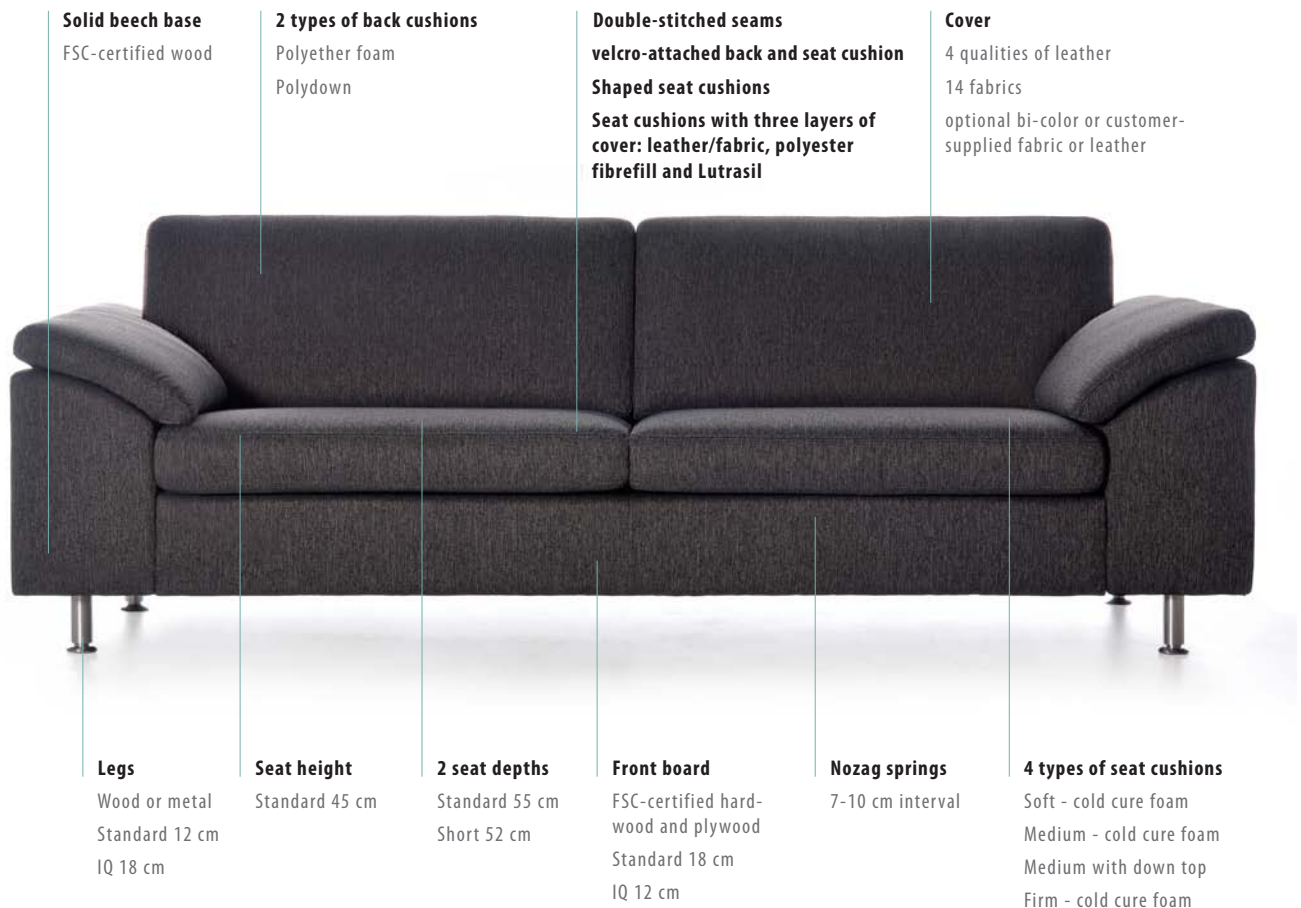 Solid beech base
FSC-certified wood
2 types of back cushions
Polyether foam
Polydown
Double-stitched seams
velcro-attached back and seat cushion
Shaped seat cushions
Seat cushions with three layers of
cover: leather/fabric, polyester
fibrefill and Lutrasil
Cover
4 qualities of leather
14 fabrics
optional bi-color or customer-
supplied fabric or leather
Legs
Wood or metal
Standard 12 cm
IQ 18 cm
Seat height
Standard 45 cm
2 seat depths
Standard 55 cm
Short 52 cm
Front board
FSC-certified hard-
wood and plywood
Standard 18 cm
IQ 12 cm
Nozag springs
7-10 cm interval
4 types of seat cushions
Soft - cold cure foam
Medium - cold cure foam
Medium with down top
Firm - cold cure foam